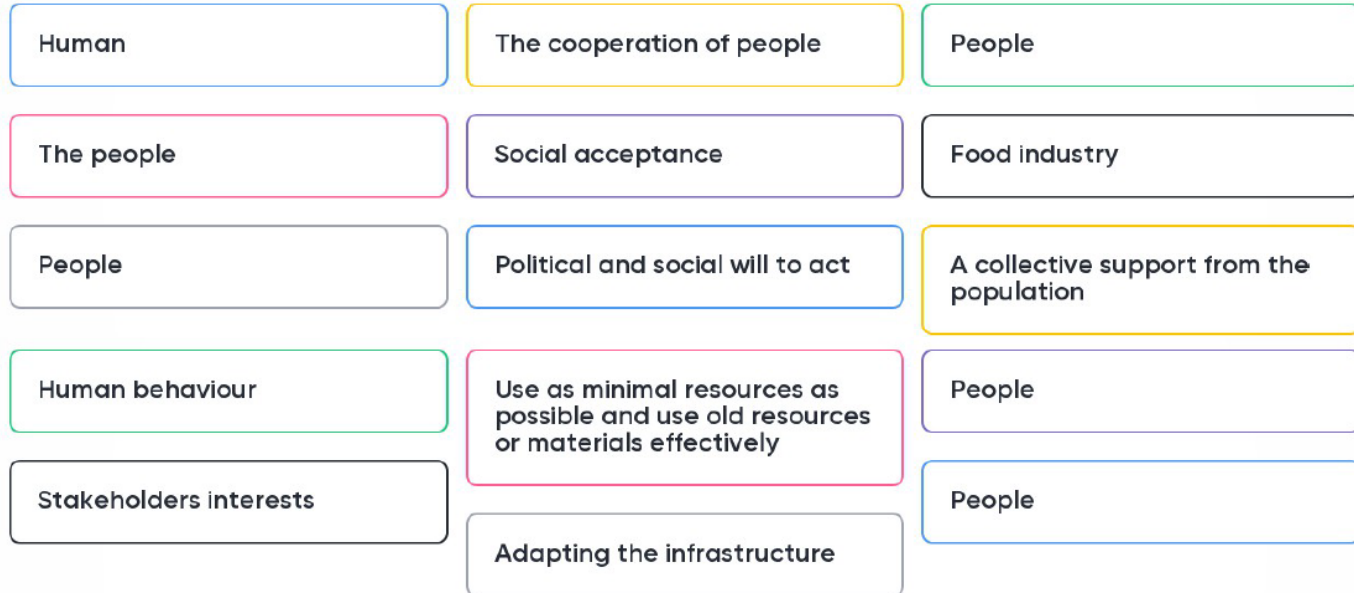 Human
The cooperation of people
People
The people
Social acceptance
Food industry
People
Political and social will to act
A collective support from the
population
Human behaviour
Use as minimal resources as
possible and use old resources
or materials effectively
People
Stakeholders interests
People
Adapting the infrastructure